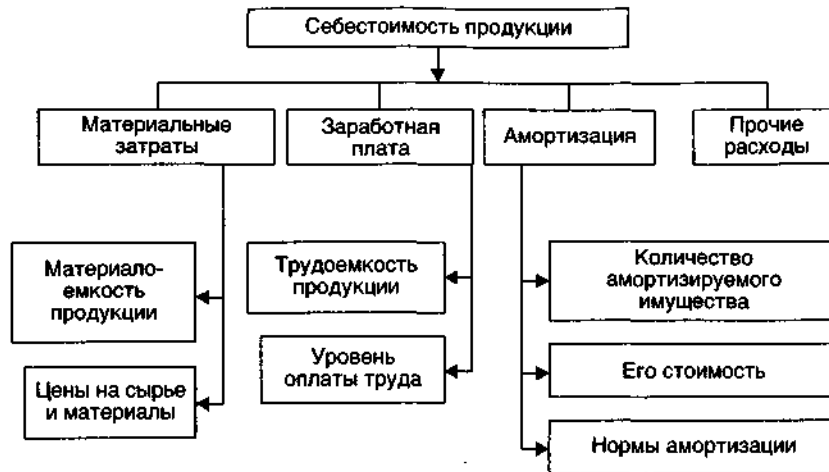 Себестоимость продукции
Материальные
затраты
Заработная
плата
Амортизация
Прочие
расходы
Материало-
емкость
продукции
Цены на сырье
и материалы
Трудоемкость
продукции
Уровень
оплаты труда
Количество
амортизируемого
имущества
Его стоимость
Нормы амортизации